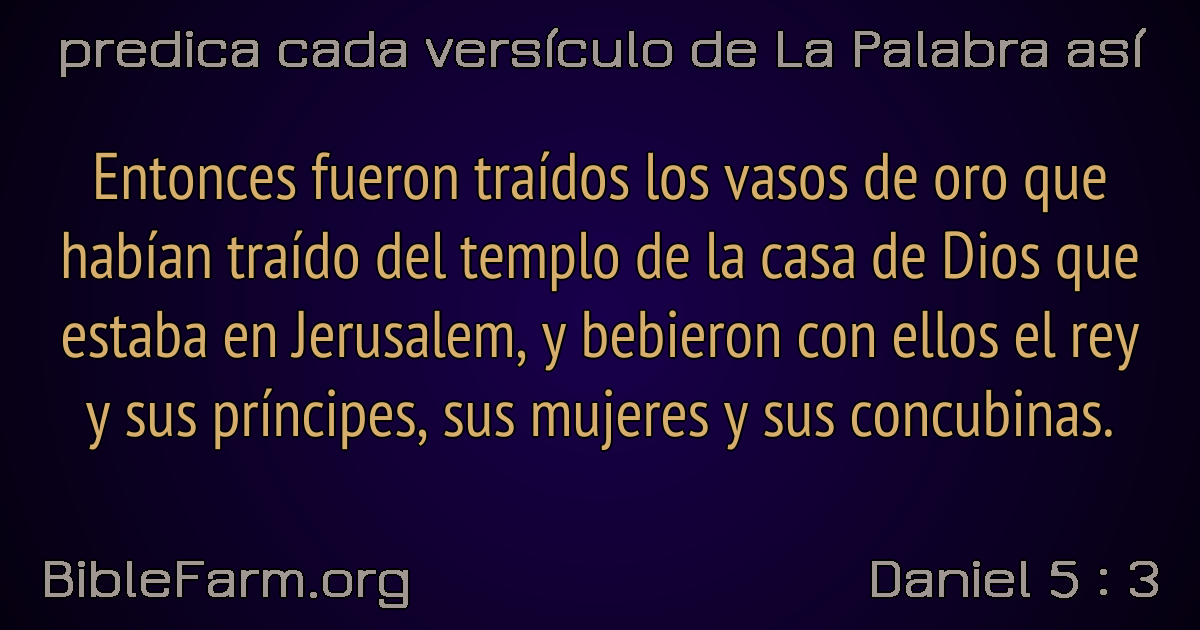 predica cada versículo de La Palabra así
Entonces fueron traídos los vasos de oro que
habían traído del templo de la casa de Dios que
estaba en Jerusalem, y bebieron con ellos el rey
y sus príncipes, sus mujeres y sus concubinas.
BibleFarm.org
Daniel 5 : 3